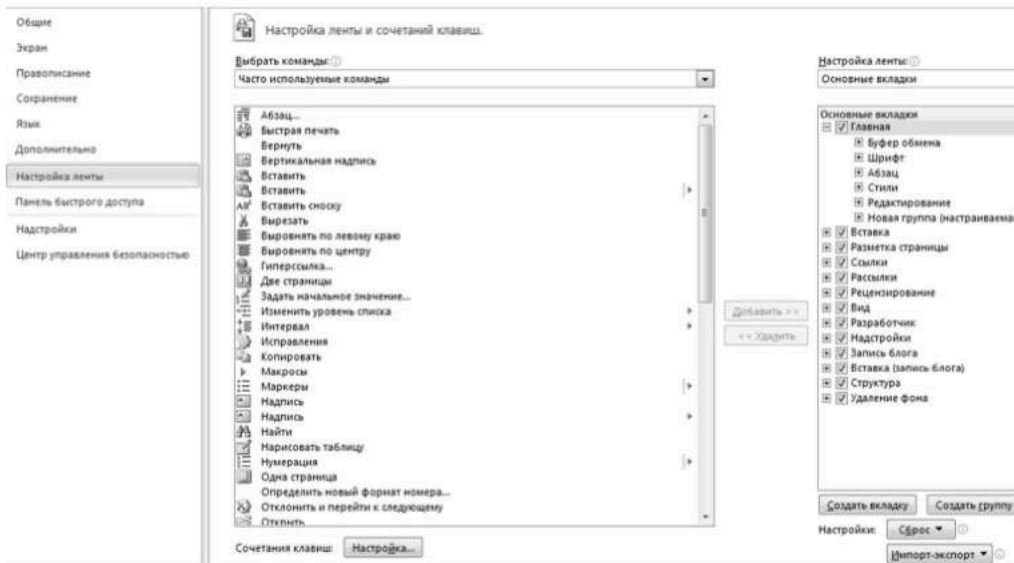 Общие
Экран
Правописание
Сохранение
Язык
Дополнительно
Настройка ленты
Панель быстрого доступа
Надстройки
Центр управления безопасностью
Настройка ленты и сочетаний клавиш.
Выбрать команды:
Часто используемые команды
Абзац...
Быстрая печать
Вернуть
Вертикальная надпись
Вставить
Вставить
Вставить сноску
Вырезать
Выровнять по левому краю
Выровнять по центру
Гиперссылка...
Две страницы
Задать начальное значение...
Изменить уровень списка
Интервал
Исправления
Копировать
Макросы
Маркеры
Надпись
Надпись
Найти
Нарисовать таблицу
Нумерация
Одна страница
Определить новый формат номера...
Отклонить и перейти к следующему
Открыть
Сочетания клавиш: Настройка...
Добавить >>
<< Удалить
Настройка ленты:
Основные вкладки
Основные вкладки
Главная
Буфер обмена
Шрифт
Абзац
Стили
Редактирование
Новая группа (настраиваема
Вставка
Разметка страницы
Ссылки
Рассылки
Рецензирование
Вид
Разработчик
Надстройки
Запись блога
Вставка (запись блога)
Структура
Удаление фона
Создать вкладку Создать группу
Настройки: Сброс
Импорт-экспорт